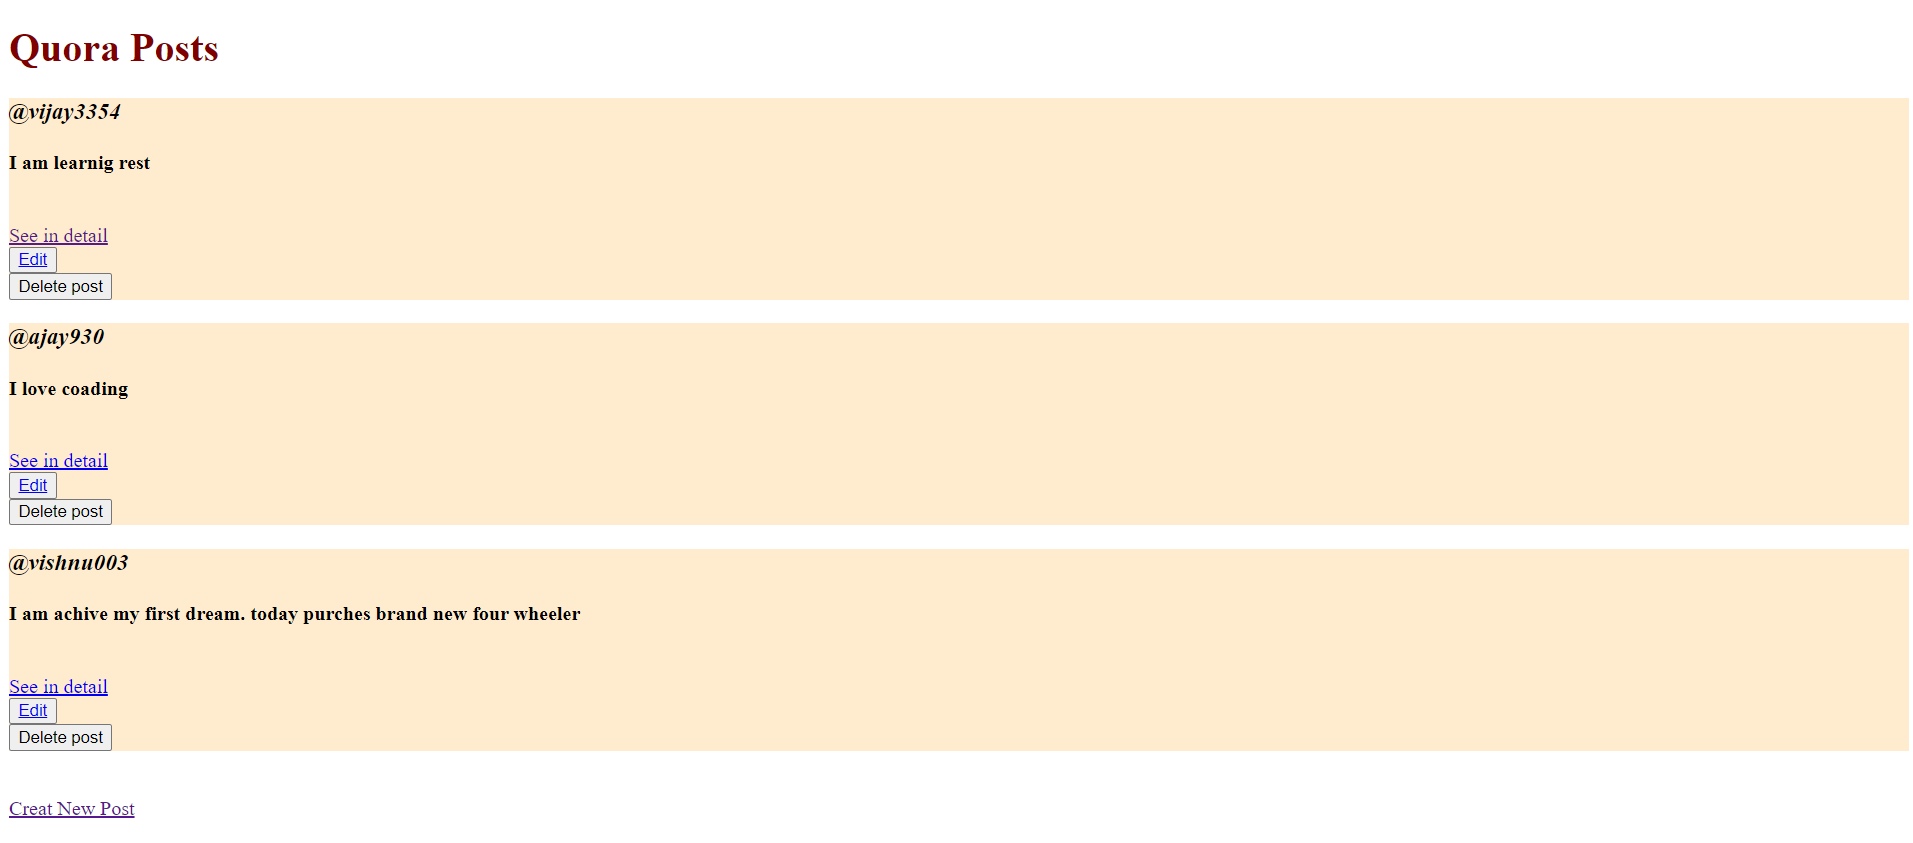 Quora Posts
@vijay3354
I am learnig rest
See in detail
Edit
Delete post
@ajay930
I love coading
See in detail
Edit
Delete post
@vishnu003
I am achive my first dream. today purches brand new four wheeler
See in detail
Edit
Delete post
Creat New Post